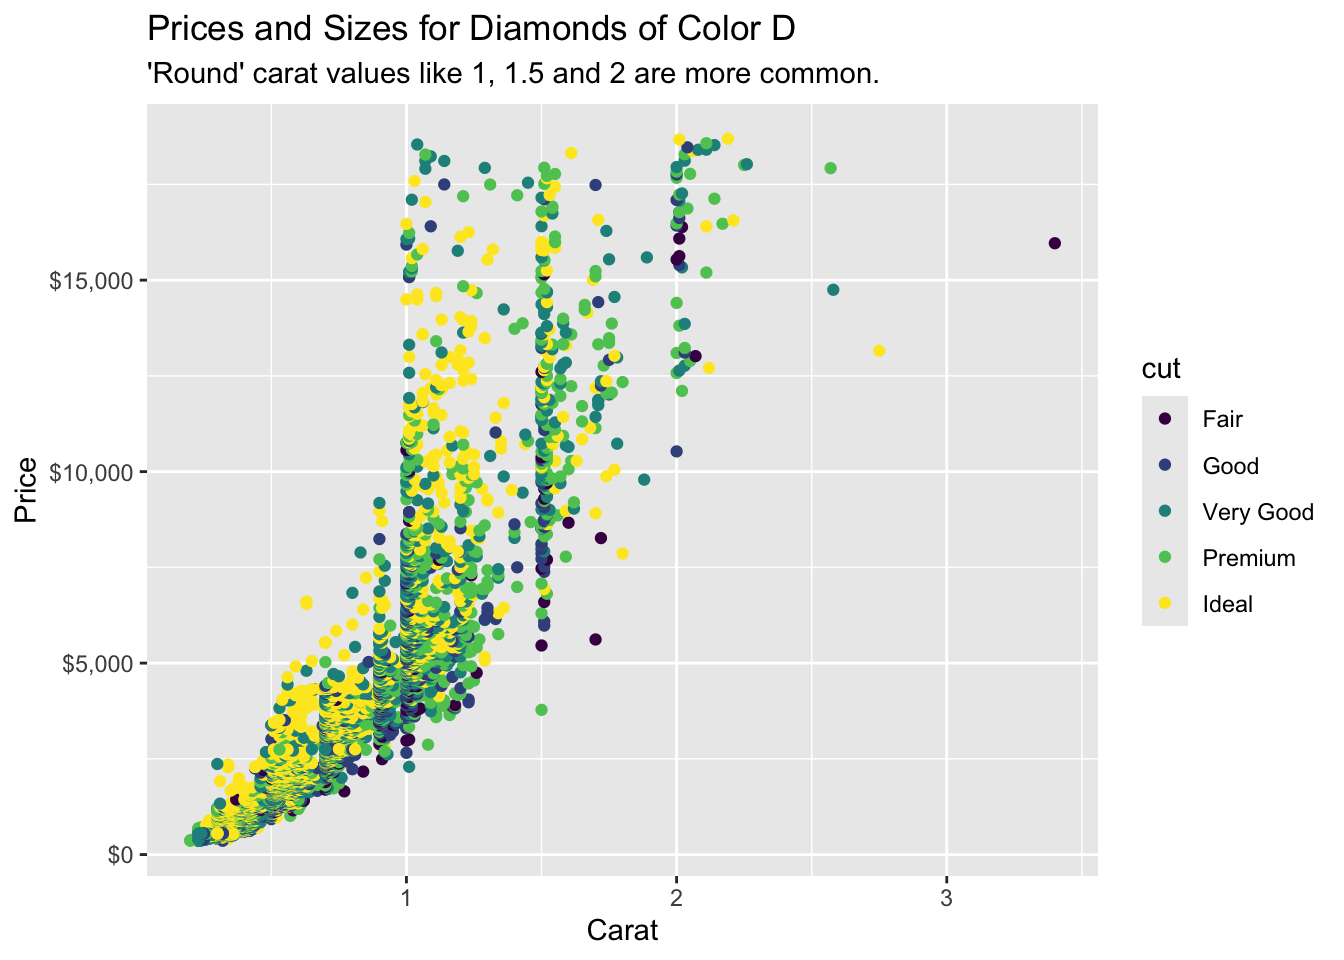 Prices and Sizes for Diamonds of Color D
'Round' carat values like 1, 1.5 and 2 are more common.
Price
$15,000
$10,000
$5,000
$0
1
2
3
Carat
cut
Fair
Good
Very Good
Premium
Ideal